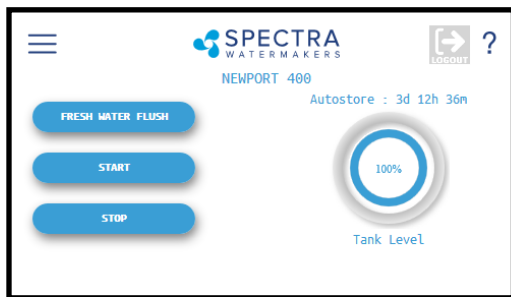 SPECTRA
WATERMAKERS
LOGOUT
?
NEWPORT 400
Autostore : 3d 12h 36m
FRESH WATER FLUSH
START
STOP
100%
Tank Level